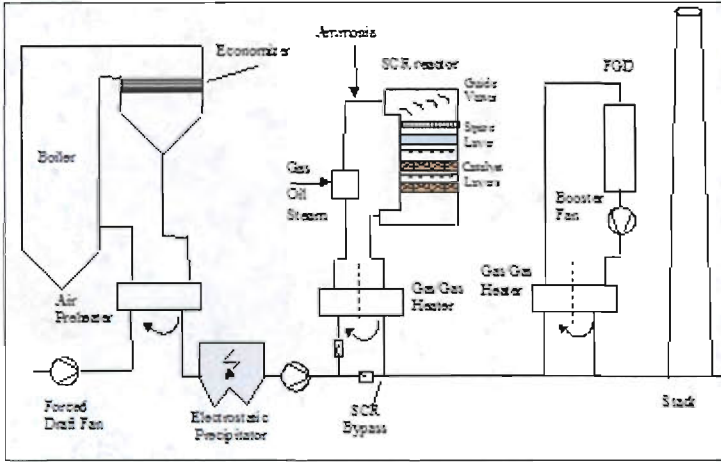 Ammonia
Economizer
SCR reactor
FGD
Guide
Vanes
Spare
Layer
Boiler
Gas
Oil
Steam
Catalyst
Layers
Booster
Fan
Air
Preheater
Gas/Gas
Heater
Gas/Gas
Heater
Forced
Draft Fan
Electrostatic
Precipitator
SCR
Bypass
Stack